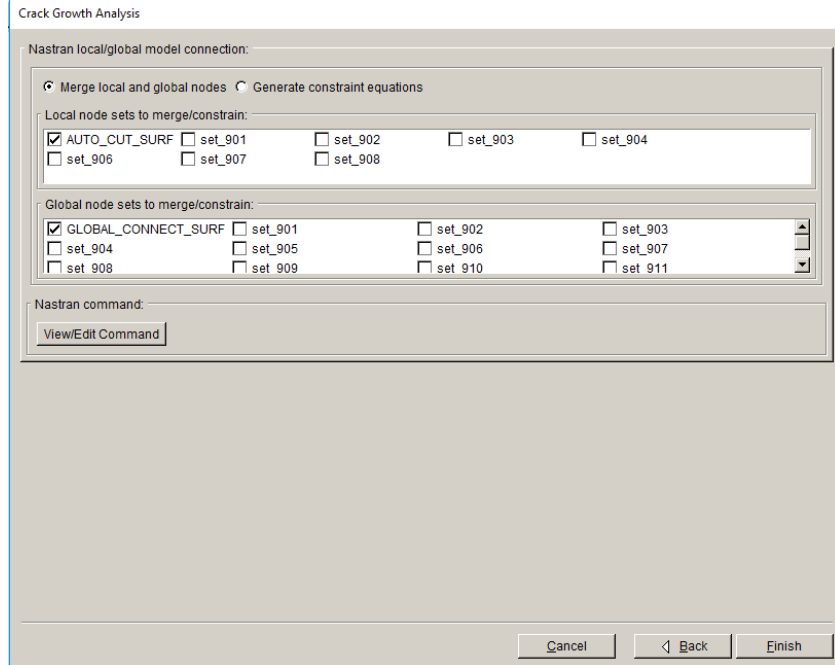 Crack Growth Analysis
Nastran local/global model connection:
Merge local and global nodes Generate constraint equations
Local node sets to merge/constrain:
AUTO_CUT_SURF set_901 set_902 set_903 set_904
set_906 set_907 set_908
Global node sets to merge/constrain:
GLOBAL_CONNECT_SURF set_901 set_902 set_903
set_904 set_905 set_906 set_907
set_908 set_909 set_910 set_911
Nastran command:
View/Edit Command
Cancel Back Finish